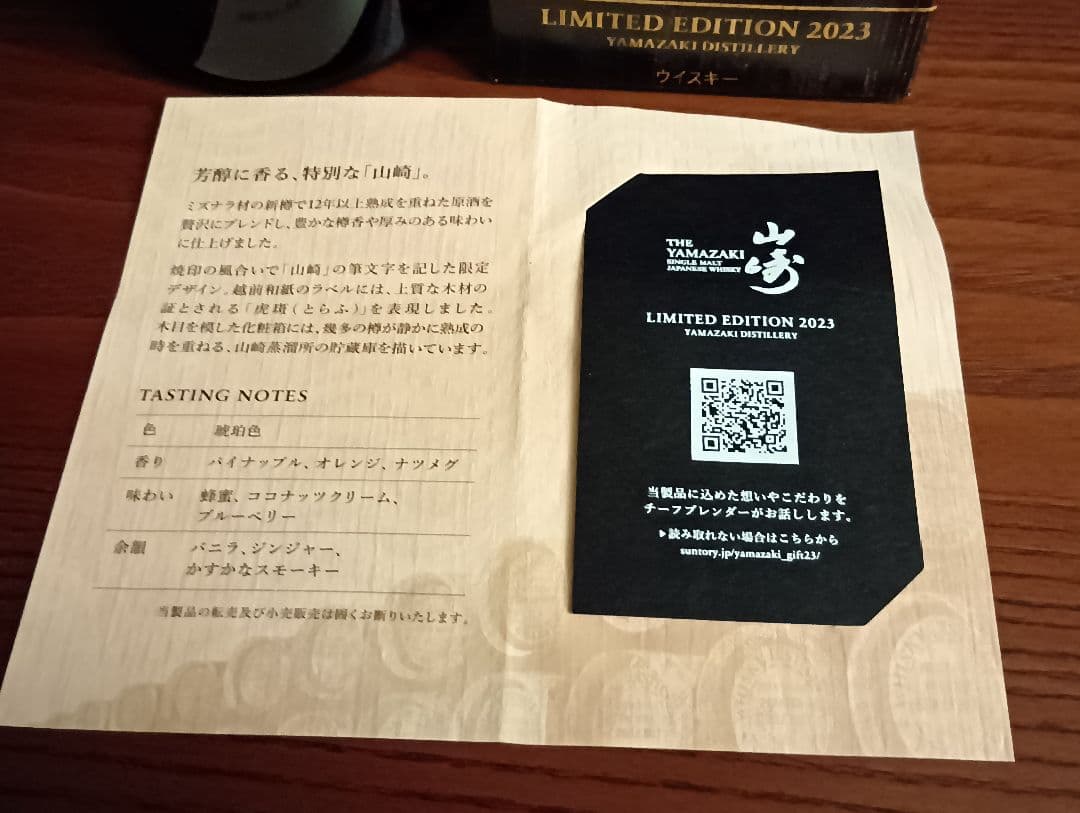 LIMITED EDITION 2023
YAMAZAKI DISTILLERY
ウイスキー
芳醇に香る、特別な「山崎」。
ミズナラ材の新樽で12年以上熟成を重ねた原酒を
贅沢にブレンドし、豊かな樽香や厚みのある味わい
に仕上げました。
焼印の風合いで「山崎」の筆文字を記した限定
デザイン。越前和紙のラベルには、上質な木材の
証とされる「虎斑(とらふ)」を表現しました。
木目を模した化粧箱には、幾多の樽が静かに熟成の
時を重ねる、山崎蒸溜所の貯蔵庫を描いています。
TASTING NOTES
色 琥珀色
香り パイナップル、オレンジ、ナツメグ
味わい 蜂蜜、ココナッツクリーム、
ブルーベリー
余韻 バニラ、ジンジャー、
かすかなスモーキー
当製品の転売及び小売販売は固くお断りいたします。
THE
YAMAZAKI
SINGLE MALT
JAPANESE WHISKY
山崎
LIMITED EDITION 2023
YAMAZAKI DISTILLERY
当製品に込めた想いやこだわりを
チーフブレンダーがお話しします。
▶読み取れない場合はこちらから
suntory.jp/yamazaki_gift23/